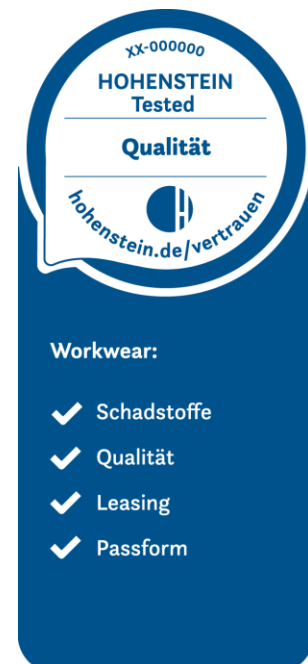 XX-000000
HOHENSTEIN
Tested
Qualität
hohenstein.de/vertrauen
Workwear:
Schadstoffe
Qualität
Leasing
Passform